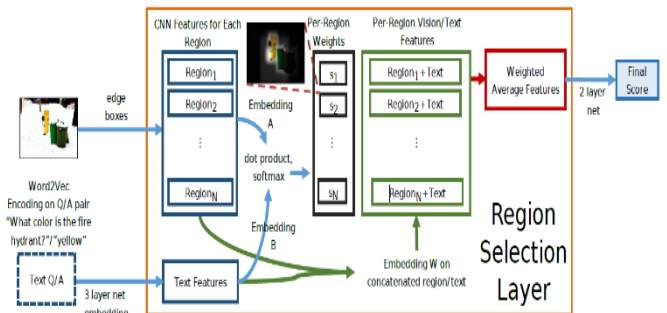 CNN Features for Each
Region
Per-Region
Weights
Per-Region Vision/Text
Features
Region1
Region2
⋮
RegionN
s1
s2
⋮
sN
Region1+Text
Region2+Text
⋮
RegionN+Text
Weighted
Average Features
2 layer
net
Final
Score
edge
boxes
Embedding
A
dot product,
softmax
Embedding
B
Word2Vec
Encoding on Q/A pair
"What color is the fire
hydrant?"/"yellow"
Text Q/A
3 layer net
embedding
Text Features
Embedding W on
concatenated region/text
Region
Selection
Layer